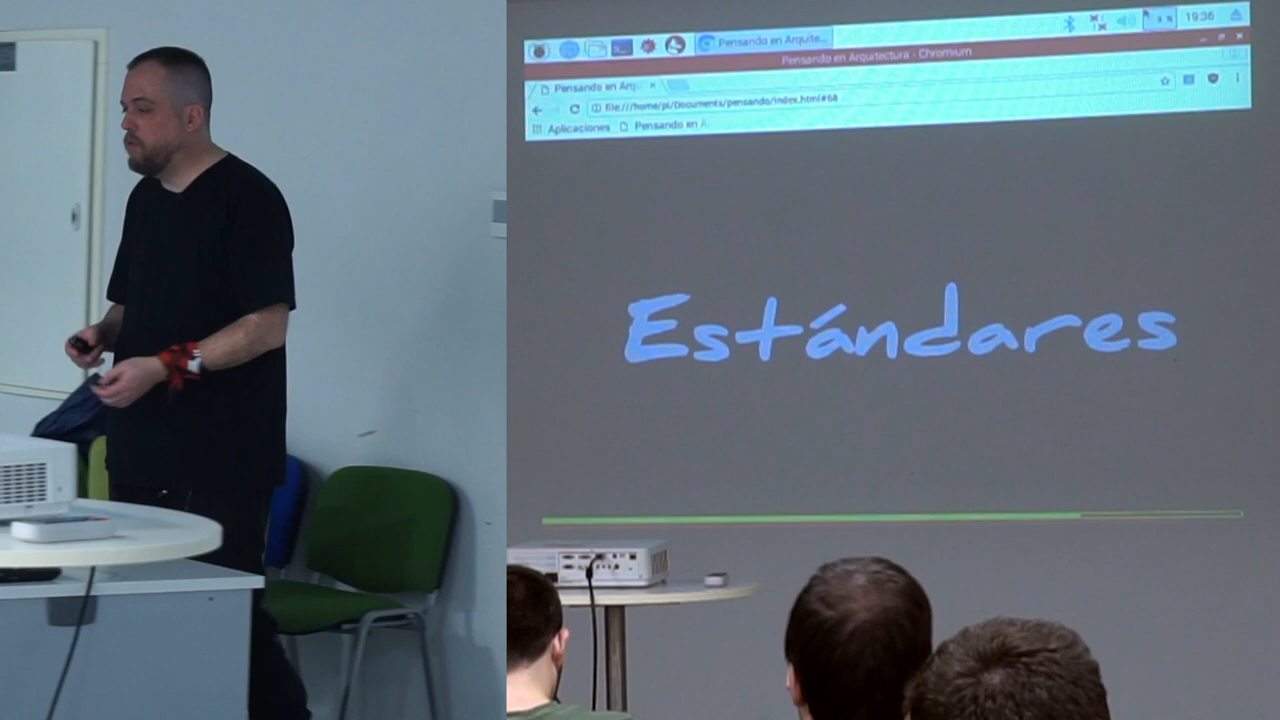 Pensando en Arquite...
19:36
Pensando en Arquitectura - Chromium
Pensando en Arq
file:///home/pi/Documents/pensando/index.html#68
Aplicaciones
Pensando en A
Estándares